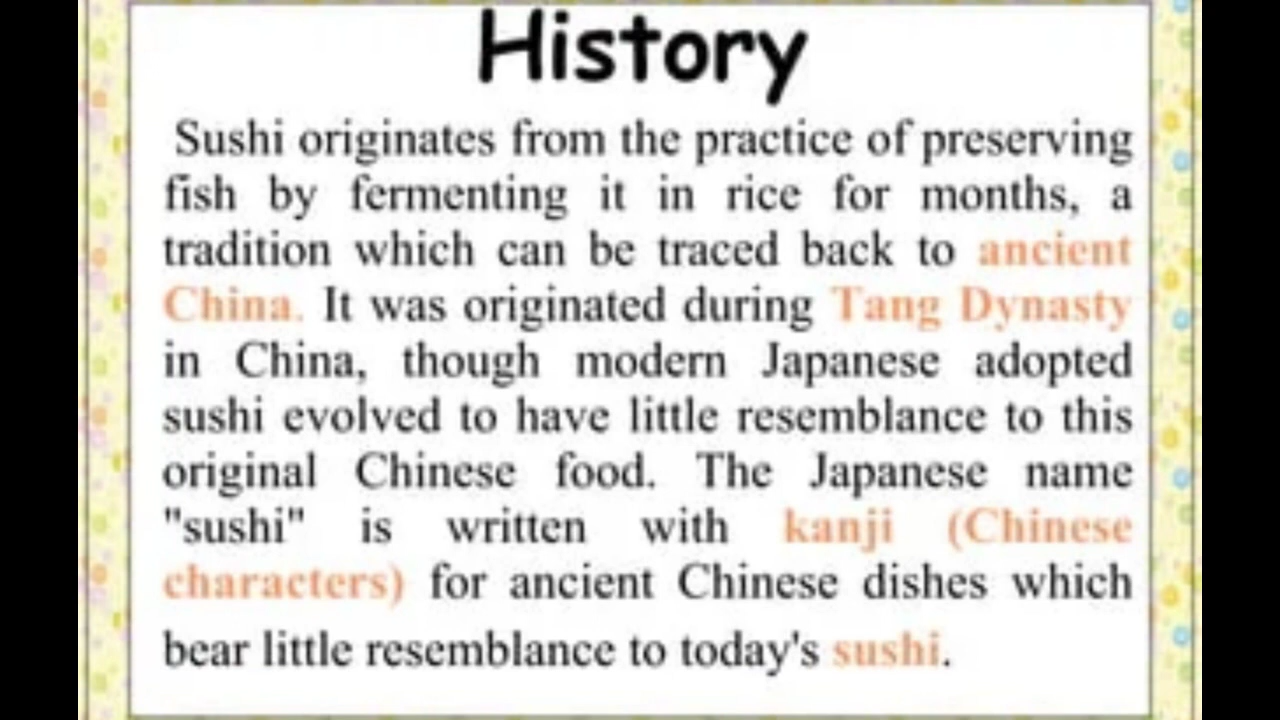 History
Sushi originates from the practice of preserving
fish by fermenting it in rice for months, a
tradition which can be traced back to ancient
China. It was originated during Tang Dynasty
in China, though modern Japanese adopted
sushi evolved to have little resemblance to this
original Chinese food. The Japanese name
"sushi" is written with kanji (Chinese
characters) for ancient Chinese dishes which
bear little resemblance to today's sushi.